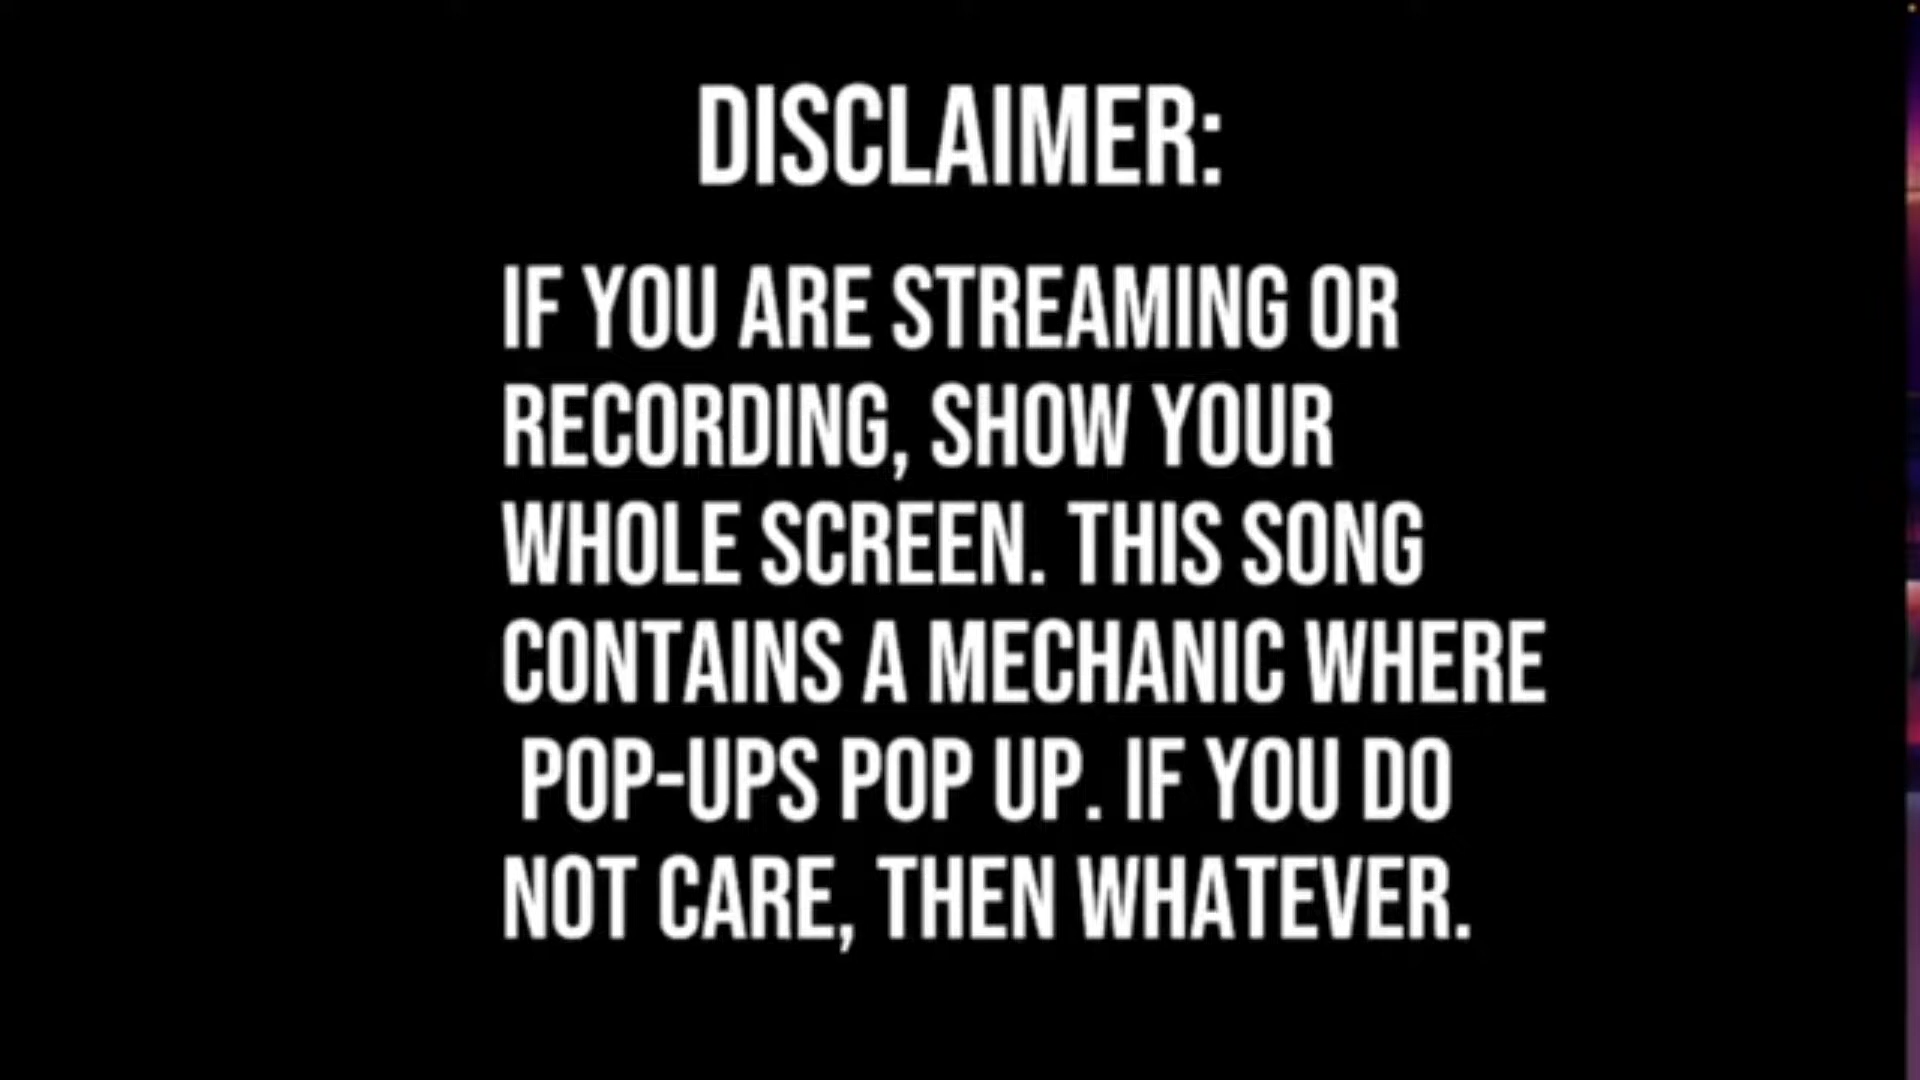 DISCLAIMER:
IF YOU ARE STREAMING OR
RECORDING, SHOW YOUR
WHOLE SCREEN. THIS SONG
CONTAINS A MECHANIC WHERE
POP-UPS POP UP. IF YOU DO
NOT CARE, THEN WHATEVER.